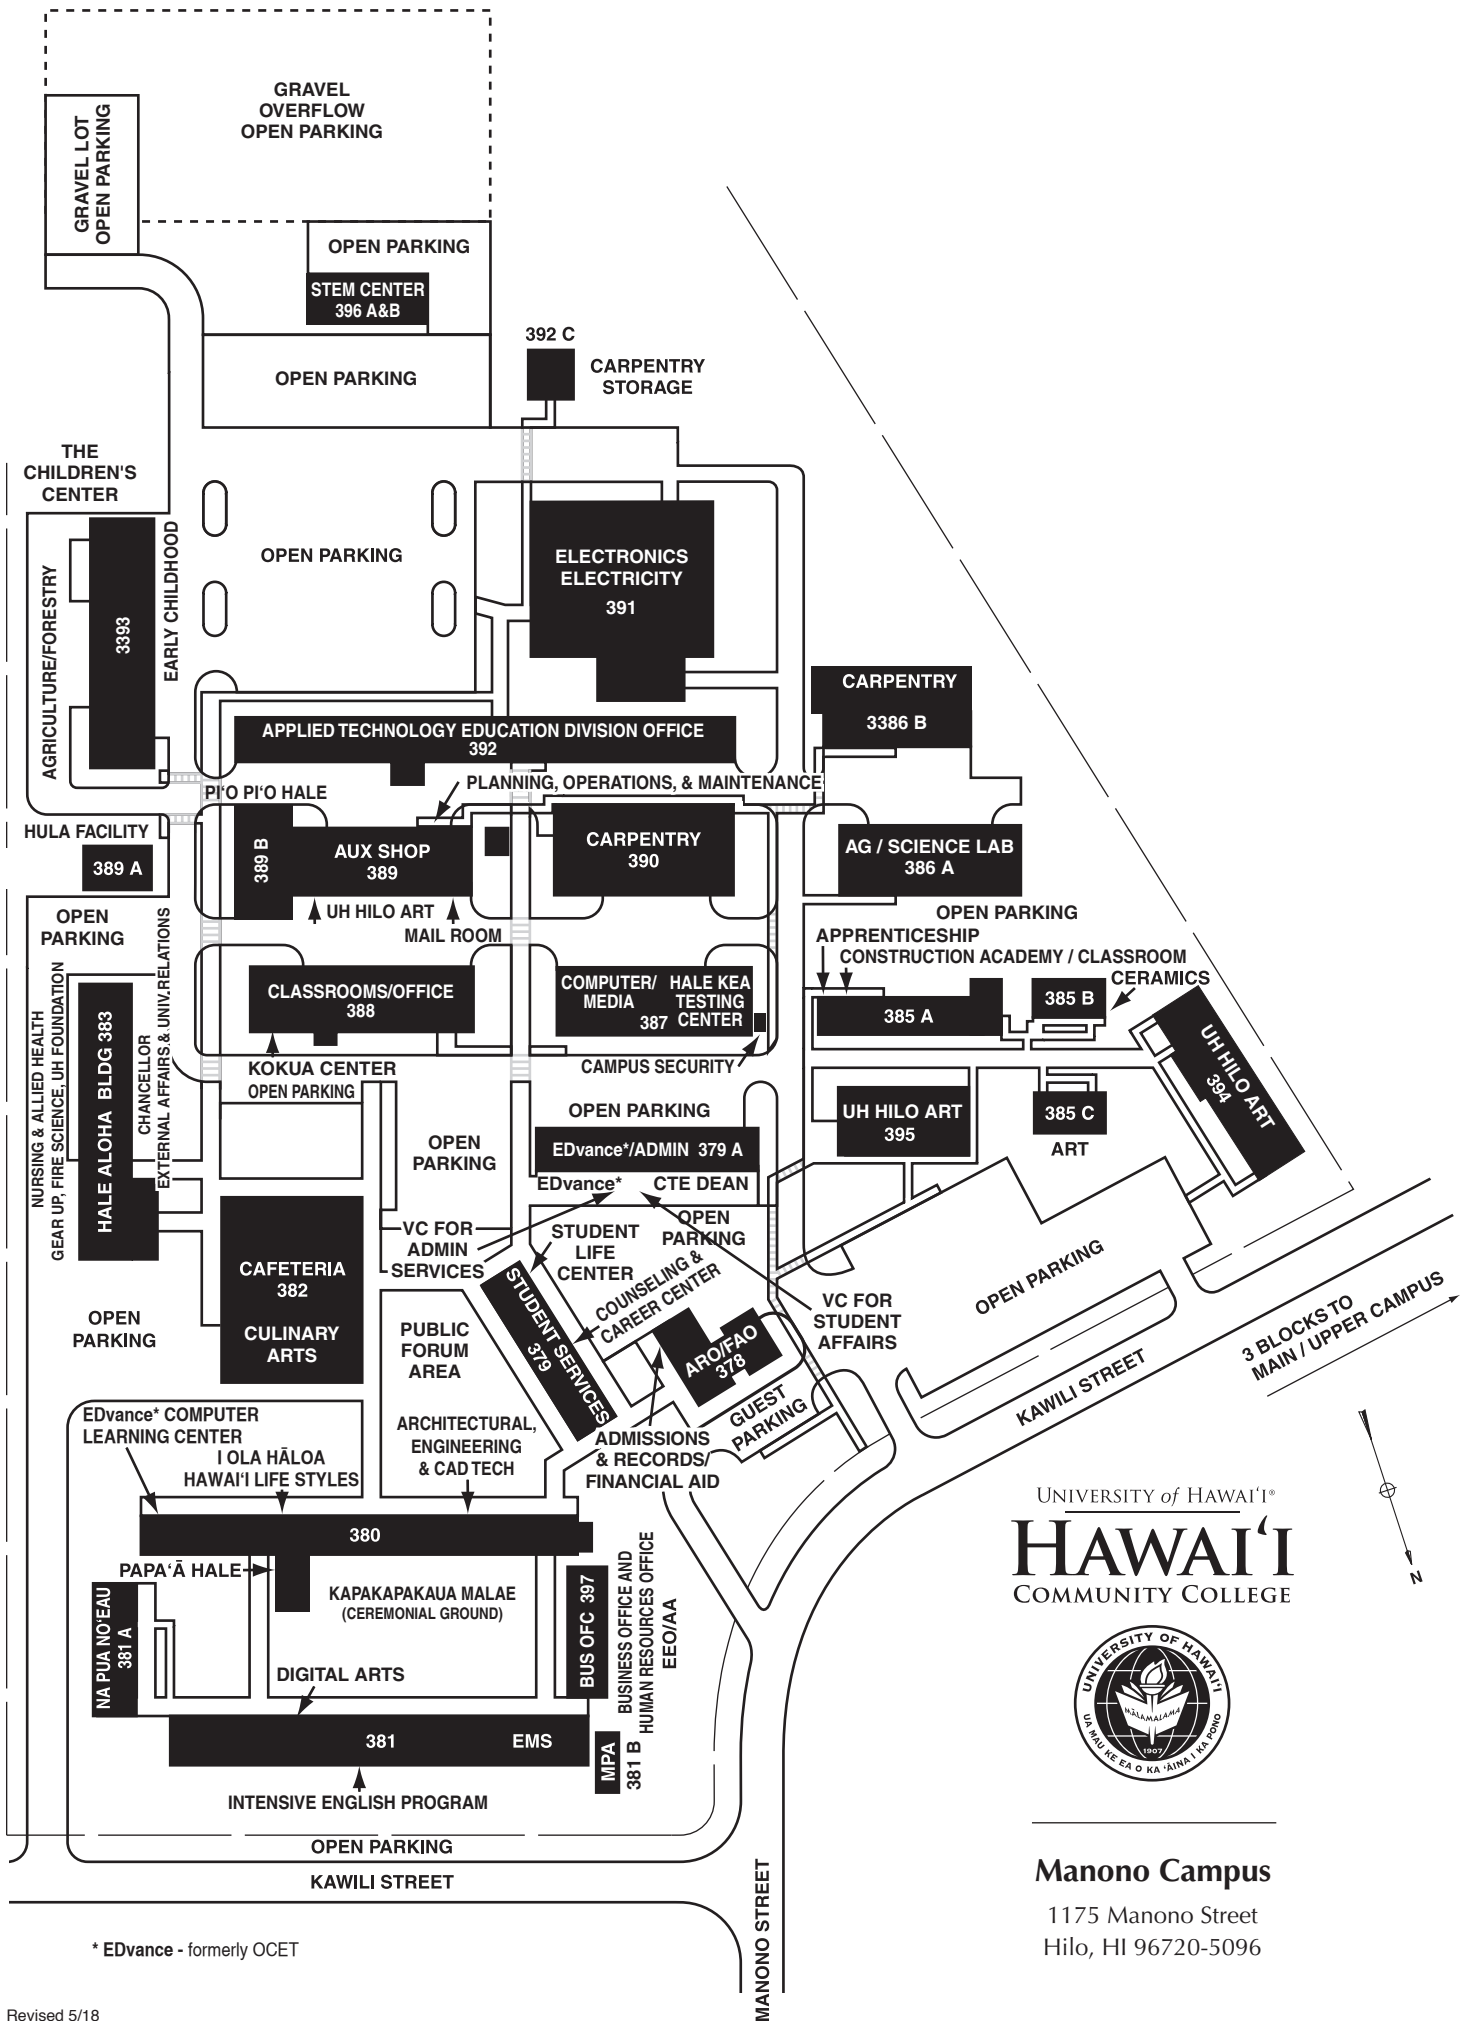 GRAVEL
OVERFLOW
OPEN PARKING
GRAVEL LOT
OPEN PARKING
OPEN PARKING
STEM CENTER
396 A&B
392 C
CARPENTRY
STORAGE
OPEN PARKING
THE
CHILDREN'S
CENTER
AGRICULTURE/FORESTRY
3393
EARLY CHILDHOOD
OPEN PARKING
ELECTRONICS
ELECTRICITY
391
CARPENTRY
3386 B
APPLIED TECHNOLOGY EDUCATION DIVISION OFFICE
392
PLANNING, OPERATIONS, & MAINTENANCE
PI‘O PI‘O HALE
HULA FACILITY
389 A
389 B
AUX SHOP
389
CARPENTRY
390
AG / SCIENCE LAB
386 A
UH HILO ART
MAIL ROOM
OPEN PARKING
OPEN
PARKING
APPRENTICESHIP
CONSTRUCTION ACADEMY / CLASSROOM
CERAMICS
NURSING & ALLIED HEALTH
GEAR UP, FIRE SCIENCE, UH FOUNDATION
HALE ALOHA BLDG 383
CHANCELLOR
EXTERNAL AFFAIRS & UNIV. RELATIONS
CLASSROOMS/OFFICE
388
COMPUTER/
MEDIA
387
HALE KEA
TESTING
CENTER
385 A
385 B
UH HILO ART
394
KOKUA CENTER
OPEN PARKING
CAMPUS SECURITY
OPEN PARKING
UH HILO ART
395
385 C
ART
OPEN
PARKING
EDvance*/ADMIN 379 A
EDvance*
CTE DEAN
VC FOR
ADMIN
SERVICES
STUDENT
LIFE
CENTER
OPEN
PARKING
COUNSELING &
CAREER CENTER
STUDENT SERVICES
379
CAFETERIA
382
CULINARY
ARTS
OPEN
PARKING
PUBLIC
FORUM
AREA
ARO/FAO
378
VC FOR
STUDENT
AFFAIRS
OPEN PARKING
3 BLOCKS TO
MAIN / UPPER CAMPUS
KAWILI STREET
GUEST
PARKING
EDvance* COMPUTER
LEARNING CENTER
I OLA HĀLOA
HAWAI‘I LIFE STYLES
ARCHITECTURAL,
ENGINEERING
& CAD TECH
ADMISSIONS
& RECORDS/
FINANCIAL AID
380
PAPA‘Ā HALE
KAPAKAPAKAUA MALAE
(CEREMONIAL GROUND)
NA PUA NO‘EAU
381 A
BUS OFC 397
BUSINESS OFFICE AND
HUMAN RESOURCES OFFICE
EEO/AA
DIGITAL ARTS
381
EMS
MPA
381 B
INTENSIVE ENGLISH PROGRAM
OPEN PARKING
KAWILI STREET
MANONO STREET
N
UNIVERSITY of HAWAI‘I®
HAWAI‘I
COMMUNITY COLLEGE
UNIVERSITY OF HAWAI‘I
MĀLAMALAMA
1907
UA MAU KE EA O KA ‘ĀINA I KA PONO
Manono Campus
1175 Manono Street
Hilo, HI 96720-5096
* EDvance - formerly OCET
Revised 5/18